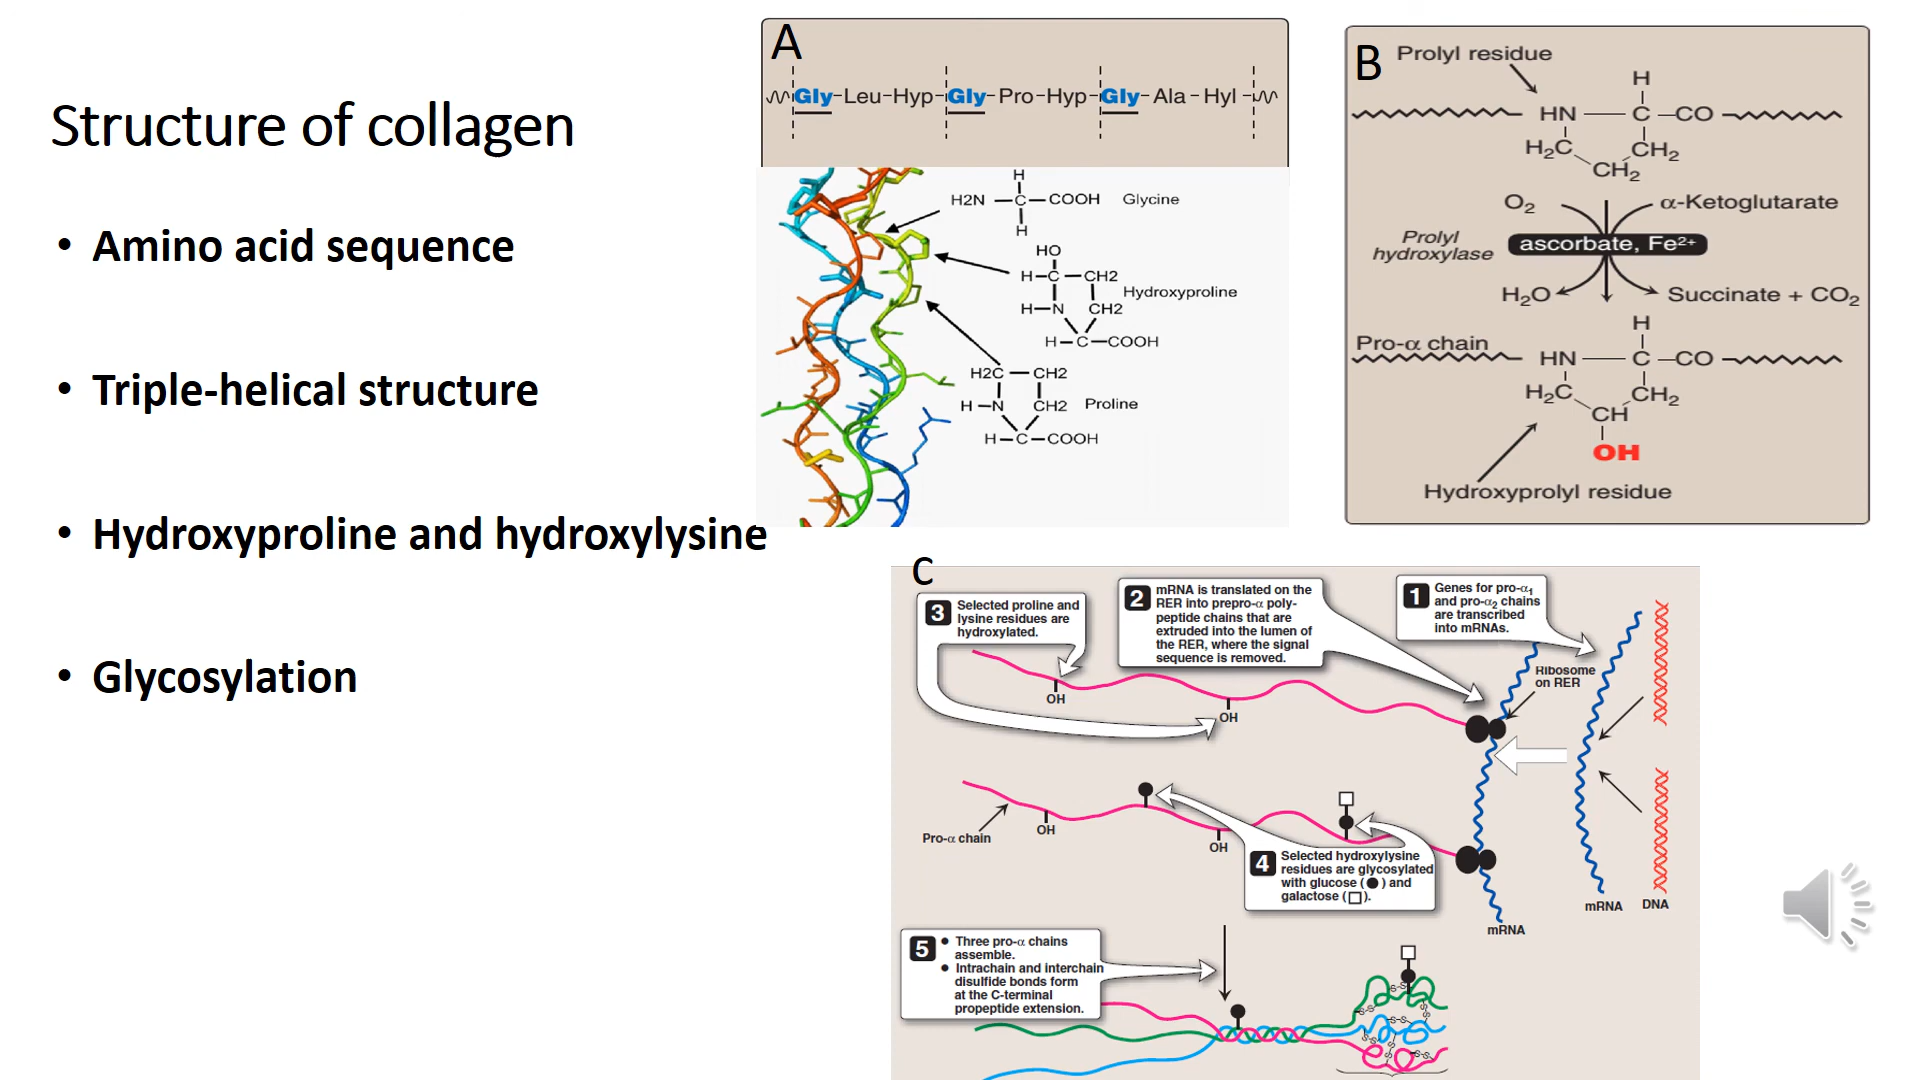 Structure of collagen
• Amino acid sequence
• Triple-helical structure
• Hydroxyproline and hydroxylysine
• Glycosylation
A
Gly-Leu-Hyp-Gly-Pro-Hyp-Gly-Ala-Hyl
H
H2N-C-COOH Glycine
H
HO
H-C-CH2
Hydroxyproline
H-N CH2
H-C-COOH
H2C-CH2
H-N CH2 Proline
H-C-COOH
B
Prolyl residue
H
HN C-CO
H₂C CH₂
CH₂
O₂ α-Ketoglutarate
Prolyl
hydroxylase
ascorbate, Fe²⁺
H₂O Succinate + CO₂
H
Pro-α chain
HN C-CO
H₂C CH₂
CH
OH
Hydroxyprolyl residue
C
1 Genes for pro-α₁
and pro-α₂ chains
are transcribed
into mRNAs.
2 mRNA is translated on the
RER into prepro-α poly-
peptide chains that are
extruded into the lumen of
the RER, where the signal
sequence is removed.
3 Selected proline and
lysine residues are
hydroxylated.
Ribosome
on RER
OH
OH
Pro-α chain
OH
OH
4 Selected hydroxylysine
residues are glycosylated
with glucose (●) and
galactose (□).
mRNA
DNA
mRNA
5 • Three pro-α chains
assemble.
• Intrachain and interchain
disulfide bonds form
at the C-terminal
propeptide extension.
-S-S-
-S-S-
-S-S-
-S-S-
-S-S-
-S-S-
-S-S-